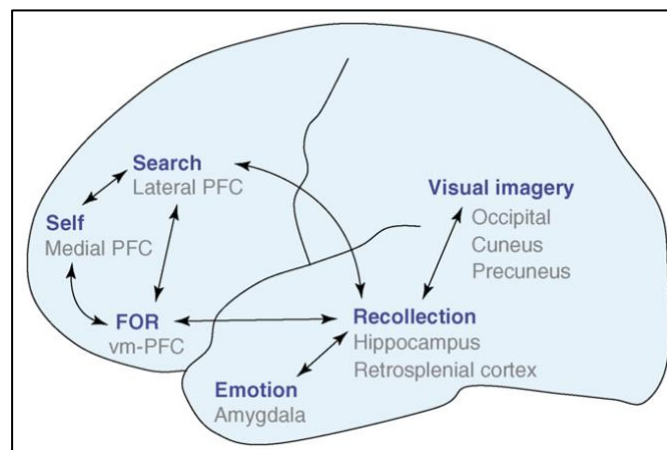 Search
Lateral PFC
Self
Medial PFC
FOR
vm-PFC
Visual imagery
Occipital
Cuneus
Precuneus
Recollection
Hippocampus
Retrosplenial cortex
Emotion
Amygdala